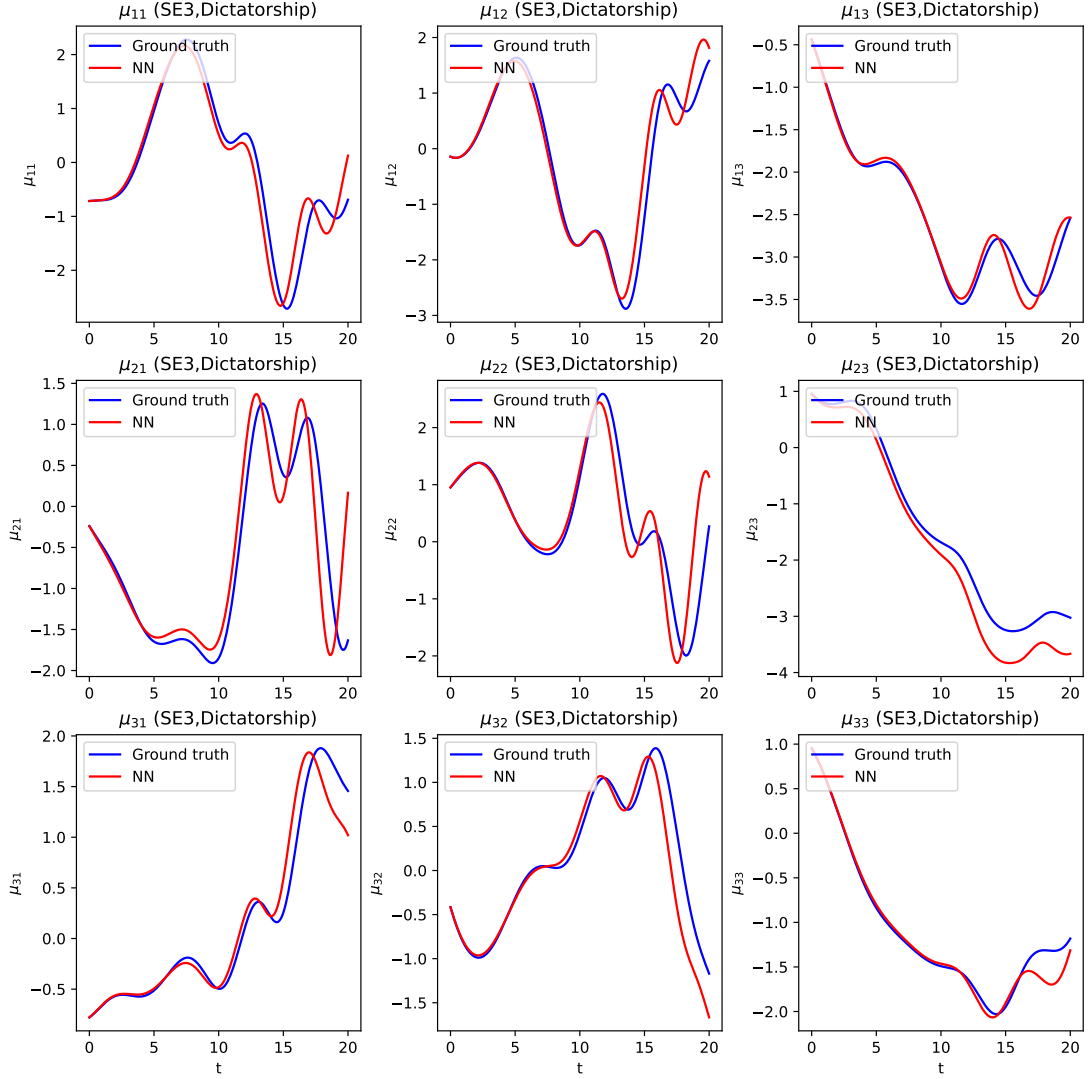 μ11 (SE3,Dictatorship)
Ground truth
NN
2
1
0
−1
−2
μ11
0 5 10 15 20
μ12 (SE3,Dictatorship)
Ground truth
NN
2
1
0
−1
−2
−3
μ12
0 5 10 15 20
μ13 (SE3,Dictatorship)
Ground truth
NN
−0.5
−1.0
−1.5
−2.0
−2.5
−3.0
−3.5
μ13
0 5 10 15 20
μ21 (SE3,Dictatorship)
Ground truth
NN
1.5
1.0
0.5
0.0
−0.5
−1.0
−1.5
−2.0
μ21
0 5 10 15 20
μ22 (SE3,Dictatorship)
Ground truth
NN
2
1
0
−1
−2
μ22
0 5 10 15 20
μ23 (SE3,Dictatorship)
Ground truth
NN
1
0
−1
−2
−3
−4
μ23
0 5 10 15 20
μ31 (SE3,Dictatorship)
Ground truth
NN
2.0
1.5
1.0
0.5
0.0
−0.5
μ31
0 5 10 15 20
t
μ32 (SE3,Dictatorship)
Ground truth
NN
1.5
1.0
0.5
0.0
−0.5
−1.0
−1.5
μ32
0 5 10 15 20
t
μ33 (SE3,Dictatorship)
Ground truth
NN
1.0
0.5
0.0
−0.5
−1.0
−1.5
−2.0
μ33
0 5 10 15 20
t